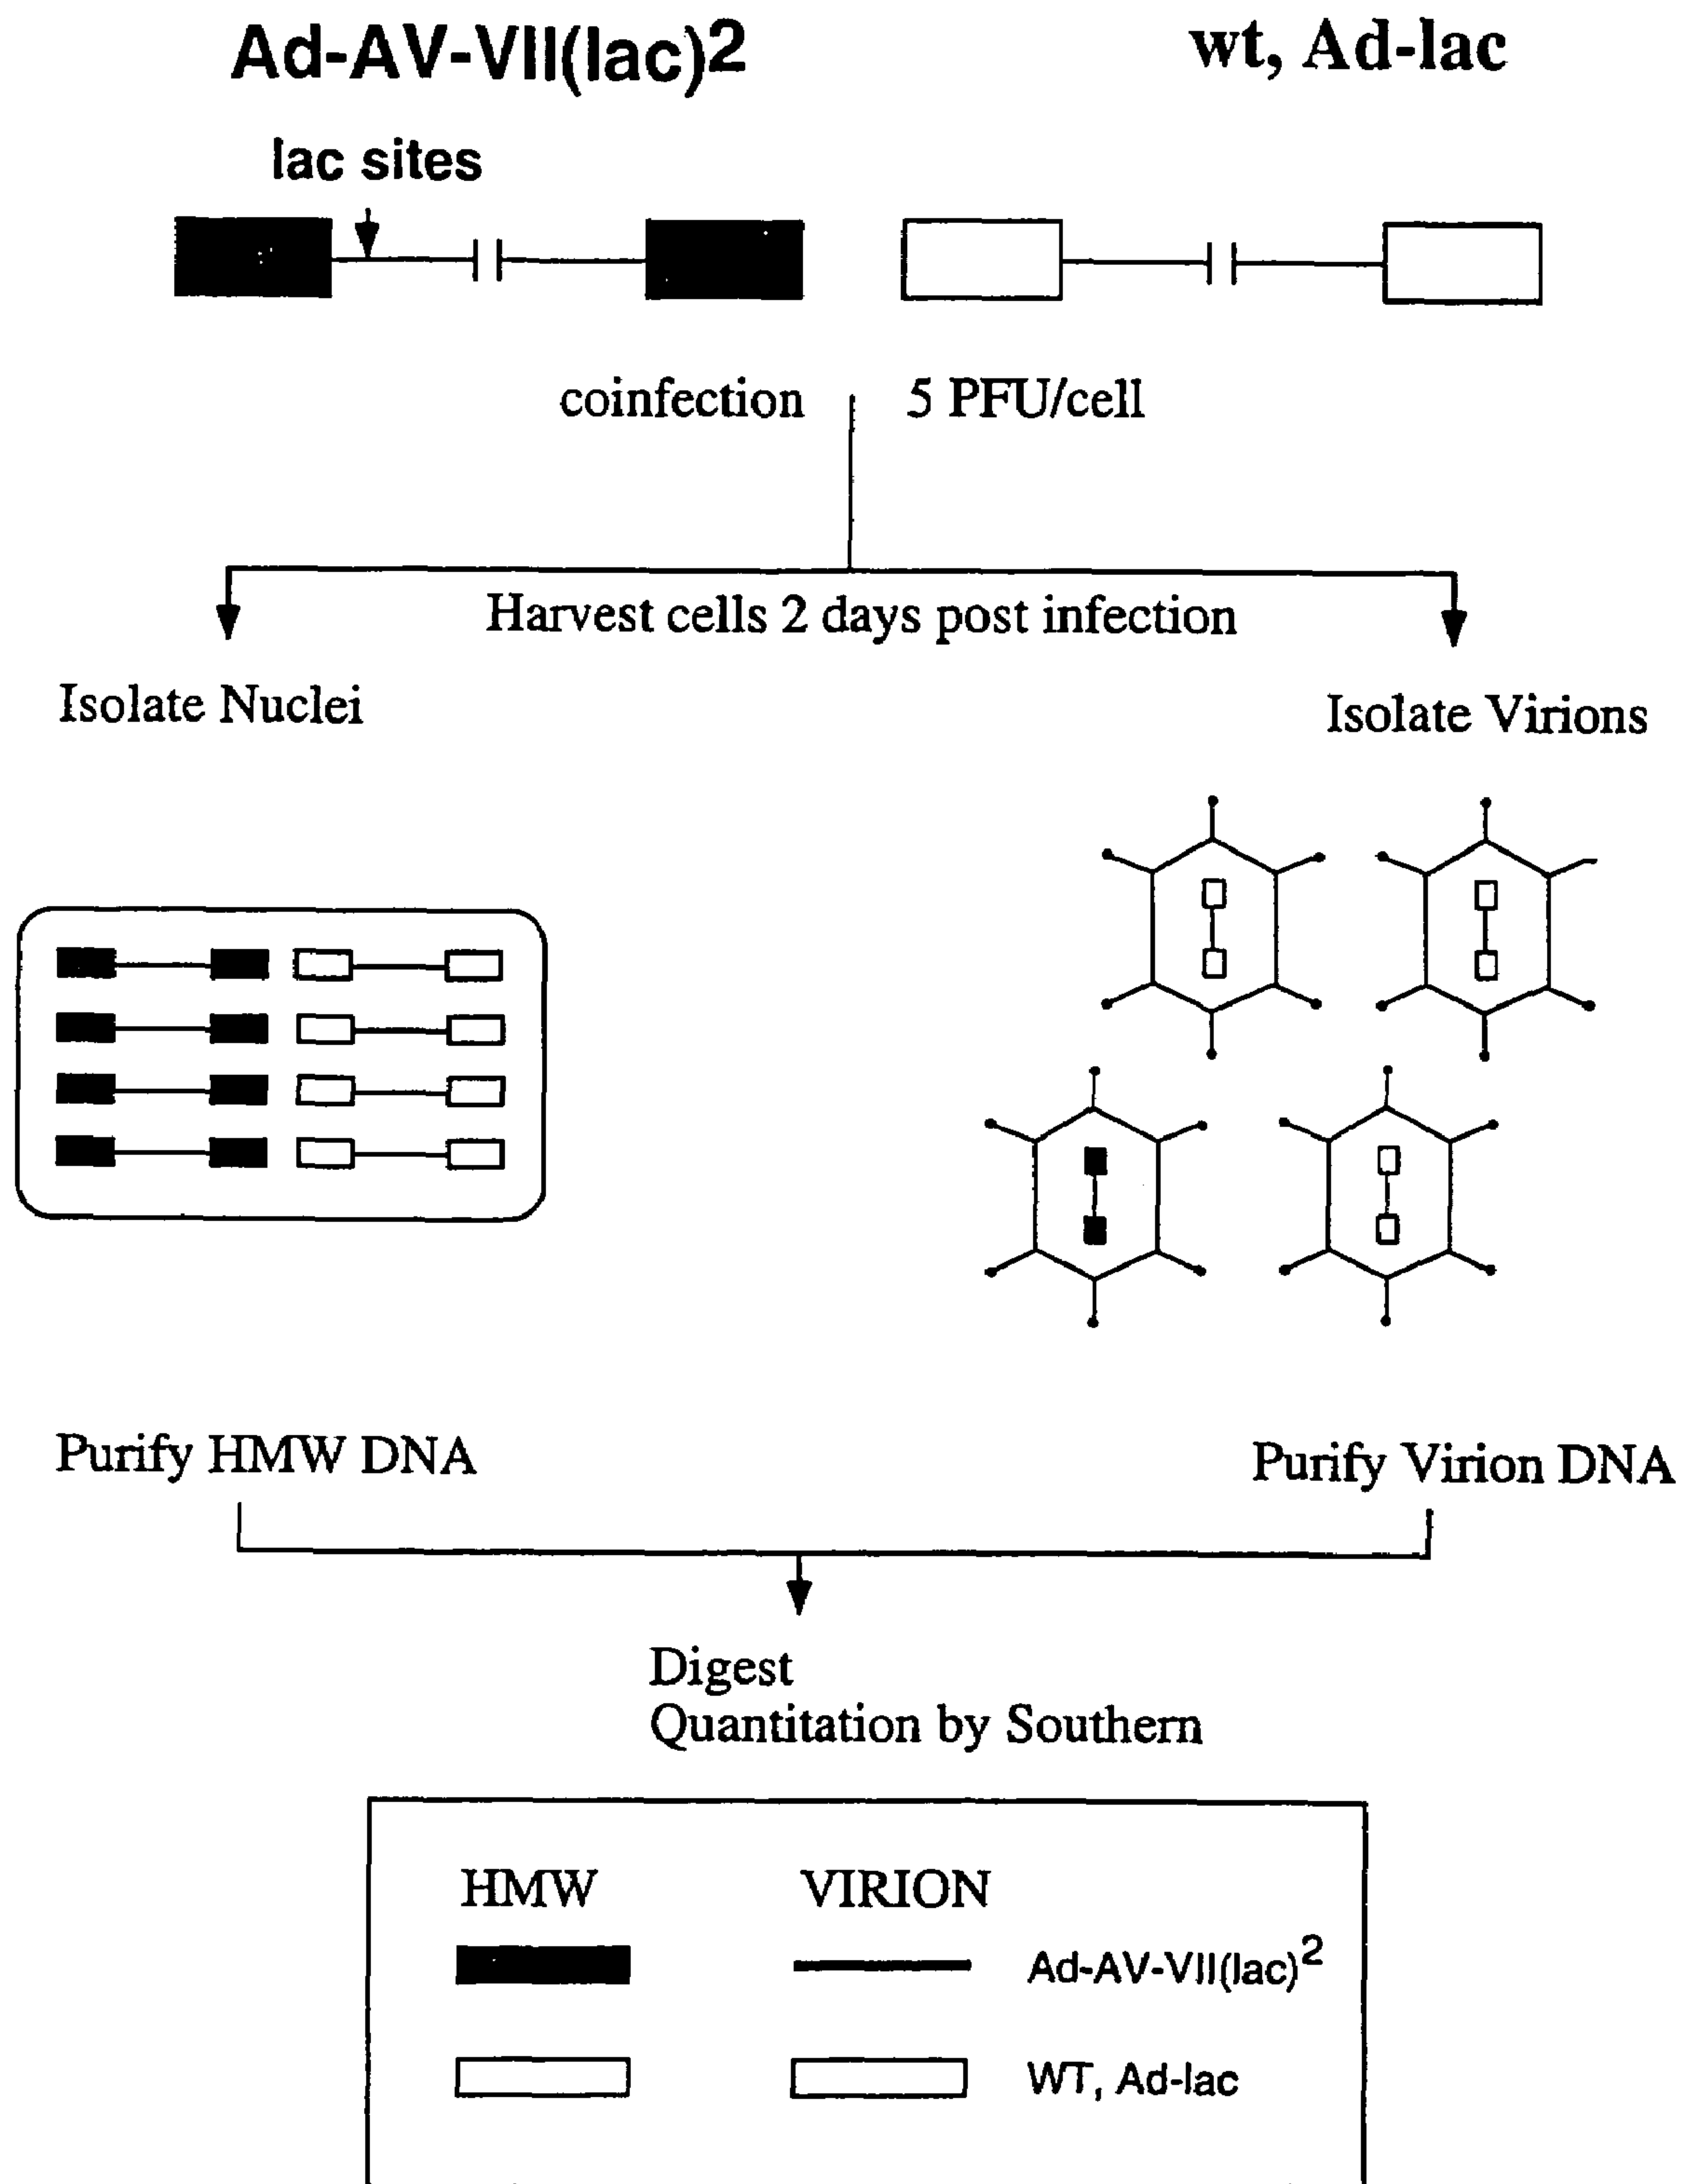 Ad-AV-VII(lac)2
wt, Ad-lac
lac sites
coinfection
5 PFU/cell
Harvest cells 2 days post infection
Isolate Nuclei
Isolate Virions
Purify HMW DNA
Purify Virion DNA
Digest
Quantitation by Southern
HMW
VIRION
Ad-AV-VII(lac)2
WT, Ad-lac